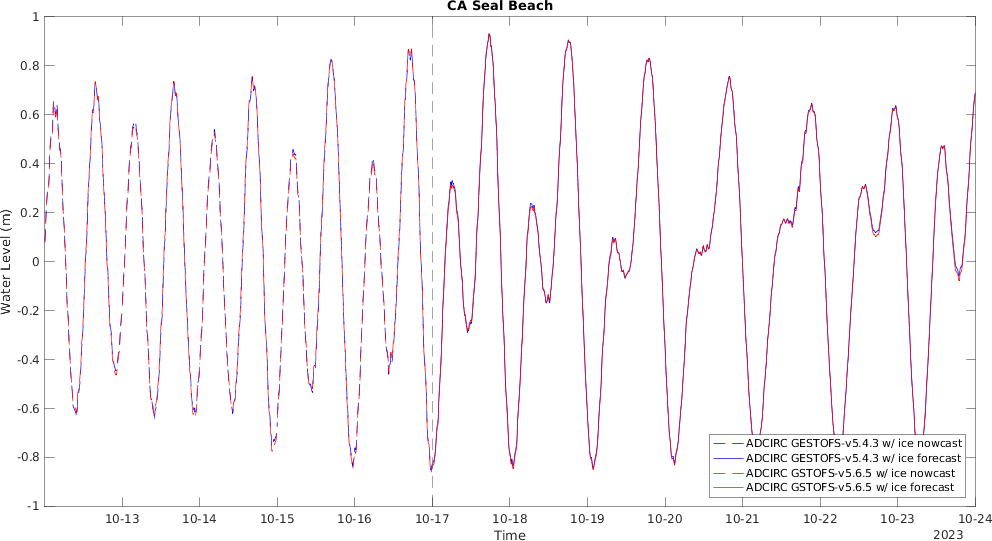 CA Seal Beach
Water Level (m)
1
0.8
0.6
0.4
0.2
0
-0.2
-0.4
-0.6
-0.8
-1
10-13 10-14 10-15 10-16 10-17 10-18 10-19 10-20 10-21 10-22 10-23 10-24
Time
2023
ADCIRC GESTOFS-v5.4.3 w/ ice nowcast
ADCIRC GESTOFS-v5.4.3 w/ ice forecast
ADCIRC GSTOFS-v5.6.5 w/ ice nowcast
ADCIRC GSTOFS-v5.6.5 w/ ice forecast